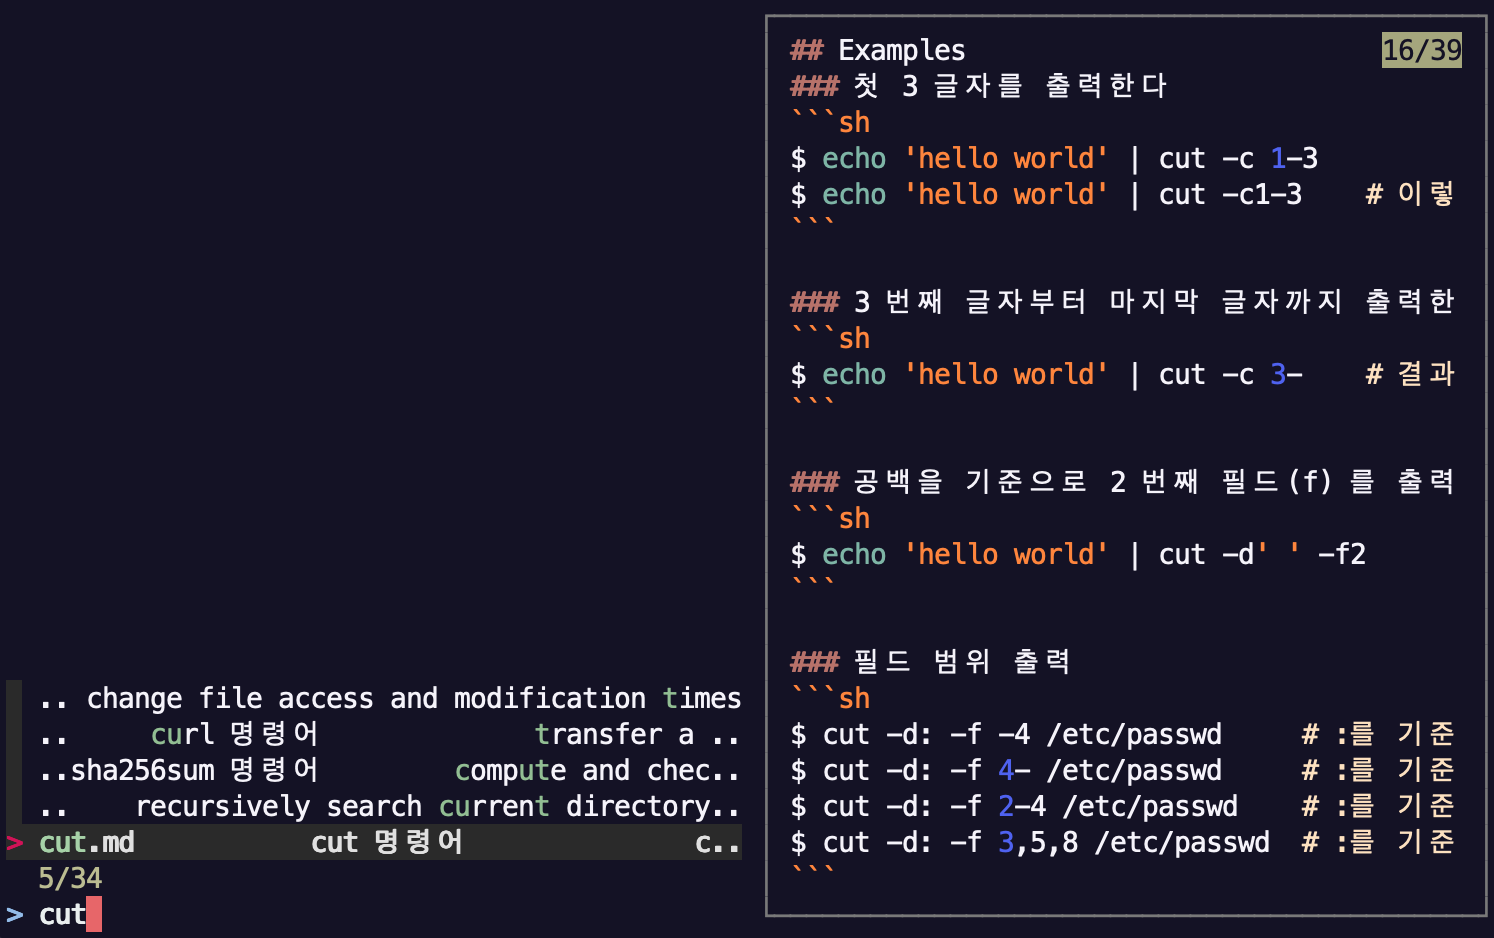 .. change file access and modification times
..     curl 명령어             transfer a ..
..sha256sum 명령어        compute and chec..
..    recursively search current directory..
> cut.md           cut 명령어              c..
5/34
> cut
## Examples                          16/39
### 첫 3 글자를 출력한다
```sh
$ echo 'hello world' | cut -c 1-3
$ echo 'hello world' | cut -c1-3    # 이렇
```
### 3 번째 글자부터 마지막 글자까지 출력한
```sh
$ echo 'hello world' | cut -c 3-    # 결과
```
### 공백을 기준으로 2 번째 필드(f) 를 출력
```sh
$ echo 'hello world' | cut -d' ' -f2
```
### 필드 범위 출력
```sh
$ cut -d: -f -4 /etc/passwd     # :를 기준
$ cut -d: -f 4- /etc/passwd     # :를 기준
$ cut -d: -f 2-4 /etc/passwd    # :를 기준
$ cut -d: -f 3,5,8 /etc/passwd  # :를 기준
```